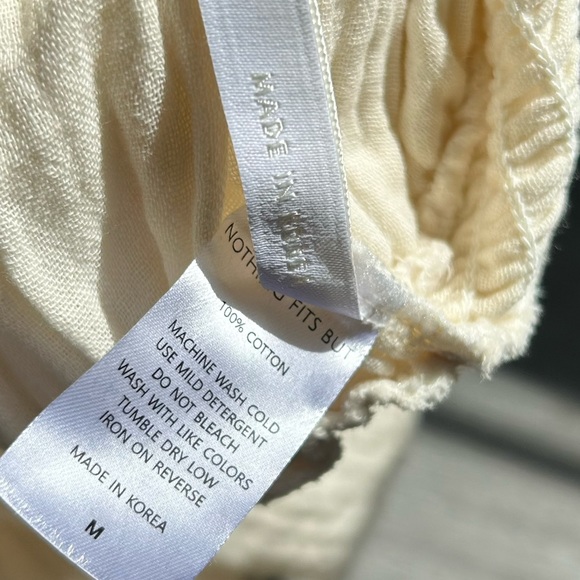 MADE IN
NOTHING FITS BUT
100% COTTON
MACHINE WASH COLD
USE MILD DETERGENT
DO NOT BLEACH
WASH WITH LIKE COLORS
TUMBLE DRY LOW
IRON ON REVERSE
MADE IN KOREA
M